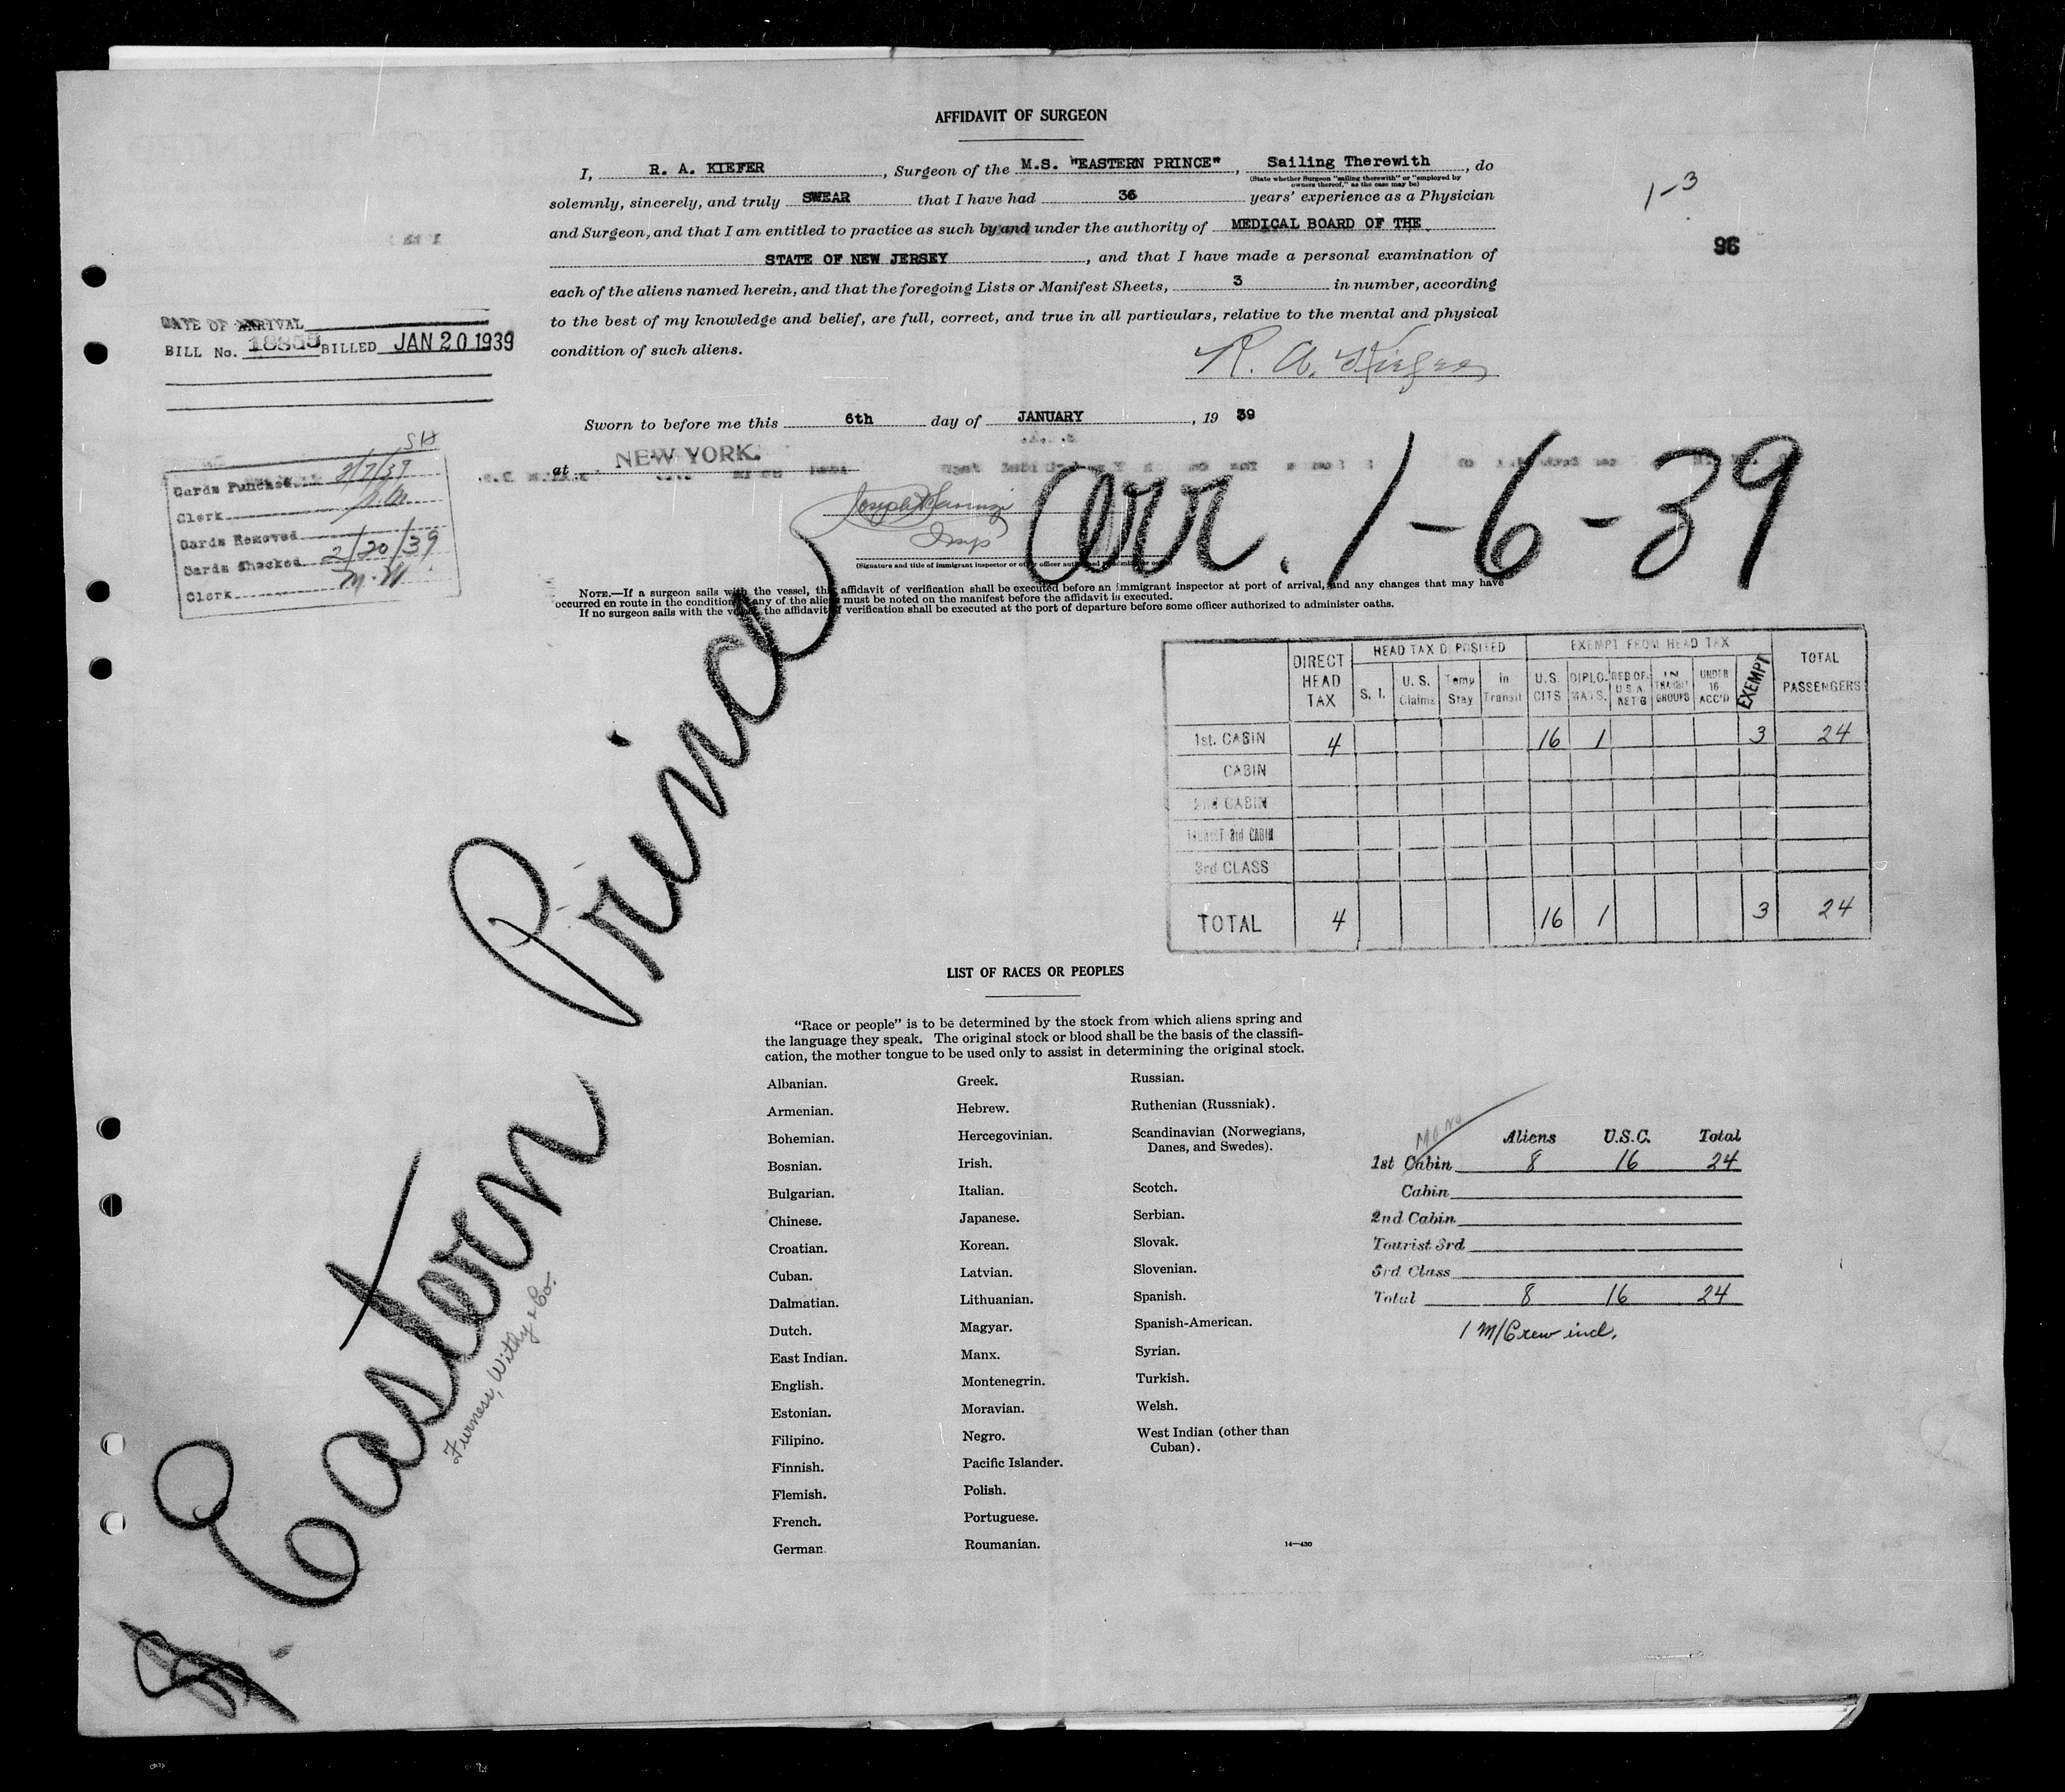 AFFIDAVIT OF SURGEON
I, R. A. KIEFER, Surgeon of the M.S. "EASTERN PRINCE", Sailing Therewith, do
(State whether Surgeon "sailing therewith" or "employed by
owners thereof," as the case may be)
solemnly, sincerely, and truly SWEAR that I have had 36 years' experience as a Physician
and Surgeon, and that I am entitled to practice as such by and under the authority of MEDICAL BOARD OF THE
STATE OF NEW JERSEY, and that I have made a personal examination of
each of the aliens named herein, and that the foregoing Lists or Manifest Sheets, 3 in number, according
to the best of my knowledge and belief, are full, correct, and true in all particulars, relative to the mental and physical
condition of such aliens.
R. A. Kiefer
1-3
96
DATE OF ARRIVAL
BILL No. 18855 BILLED JAN 20 1939
Sworn to before me this 6th day of JANUARY, 19 39
at NEW YORK.
SH
Cards Punched 2/7/39
Clerk
Cards Removed
Cards Checked 2/20/39
Clerk M.W
Insp
arr. 1-6-39
(Signature and title of immigrant inspector or other officer
NOTE.—If a surgeon sails with the vessel, the affidavit of verification shall be executed before an immigrant inspector at port of arrival, and any changes that may have
occurred en route in the condition of any of the aliens must be noted on the manifest before the affidavit is executed.
If no surgeon sails with the vessel, the affidavit of verification shall be executed at the port of departure before some officer authorized to administer oaths.
Eastern Prince
Furness, Withy & Co.
DIRECT HEAD TAX
HEAD TAX DEPOSITED
EXEMPT FROM HEAD TAX
TOTAL PASSENGERS
S. I. U. S. Claims Temp Stay in Transit U.S. CITS DIPLO. MATS. RED OF. U S A NET G IN TRANSIT GROUPS UNDER 16 ACC'D EXEMPT
1st. CABIN 4 16 1 3 24
CABIN
2nd CABIN
TOURIST 3rd CABIN
3rd CLASS
TOTAL 4 16 1 3 24
LIST OF RACES OR PEOPLES
"Race or people" is to be determined by the stock from which aliens spring and
the language they speak. The original stock or blood shall be the basis of the classifi-
cation, the mother tongue to be used only to assist in determining the original stock.
Albanian.
Armenian.
Bohemian.
Bosnian.
Bulgarian.
Chinese.
Croatian.
Cuban.
Dalmatian.
Dutch.
East Indian.
English.
Estonian.
Filipino.
Finnish.
Flemish.
French.
German
Greek.
Hebrew.
Hercegovinian.
Irish.
Italian.
Japanese.
Korean.
Latvian.
Lithuanian.
Magyar.
Manx.
Montenegrin.
Moravian.
Negro.
Pacific Islander.
Polish.
Portuguese.
Roumanian.
Russian.
Ruthenian (Russniak).
Scandinavian (Norwegians,
Danes, and Swedes).
Scotch.
Serbian.
Slovak.
Slovenian.
Spanish.
Spanish-American.
Syrian.
Turkish.
Welsh.
West Indian (other than
Cuban).
14—430
Aliens U.S.C. Total
1st Cabin 8 16 24
Cabin
2nd Cabin
Tourist 3rd
3rd Class
Total 8 16 24
1 M/Crew incl.